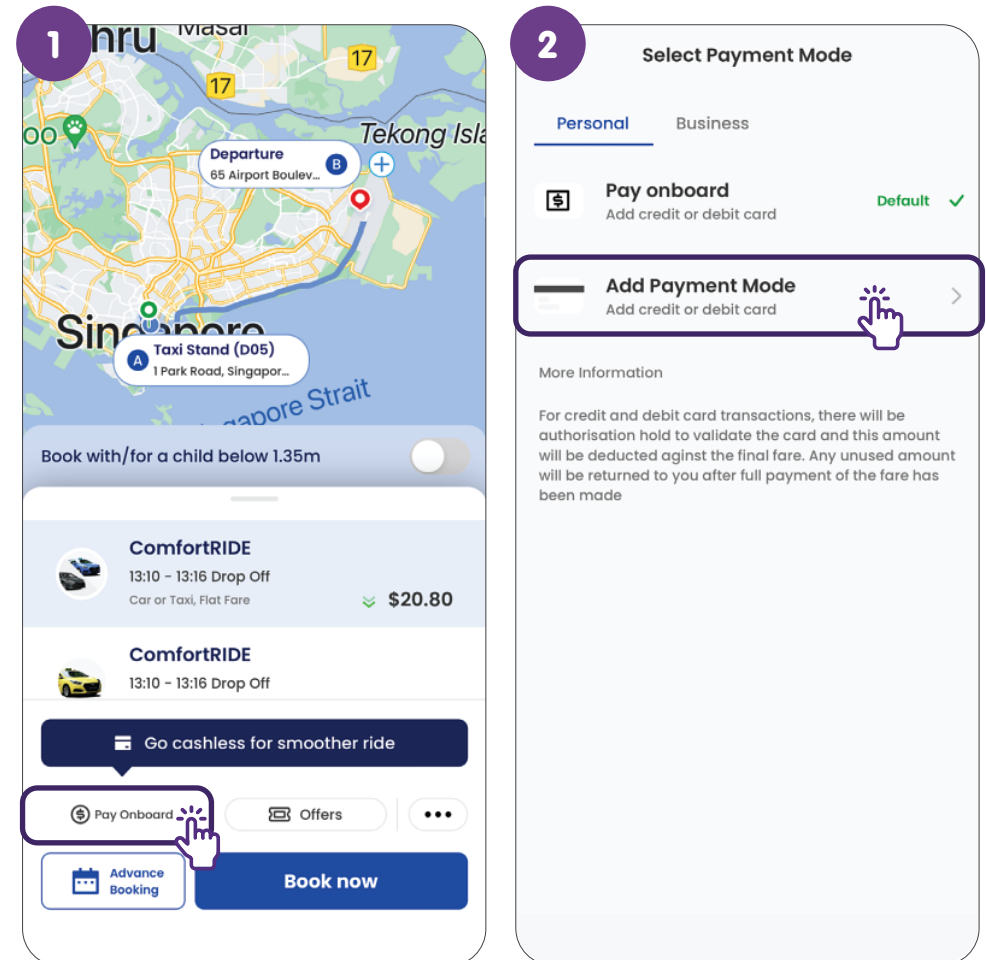 1
hru
Masai
17
17
oo
Tekong Isla
Departure
65 Airport Boulev...
B
Singapore
A
Taxi Stand (D05)
1 Park Road, Singapor...
gapore Strait
Book with/for a child below 1.35m
ComfortRIDE
13:10 - 13:16 Drop Off
Car or Taxi, Flat Fare
$20.80
ComfortRIDE
13:10 - 13:16 Drop Off
Go cashless for smoother ride
Pay Onboard
Offers
Advance
Booking
Book now
2
Select Payment Mode
Personal
Business
Pay onboard
Add credit or debit card
Default
Add Payment Mode
Add credit or debit card
More Information
For credit and debit card transactions, there will be
authorisation hold to validate the card and this amount
will be deducted aginst the final fare. Any unused amount
will be returned to you after full payment of the fare has
been made